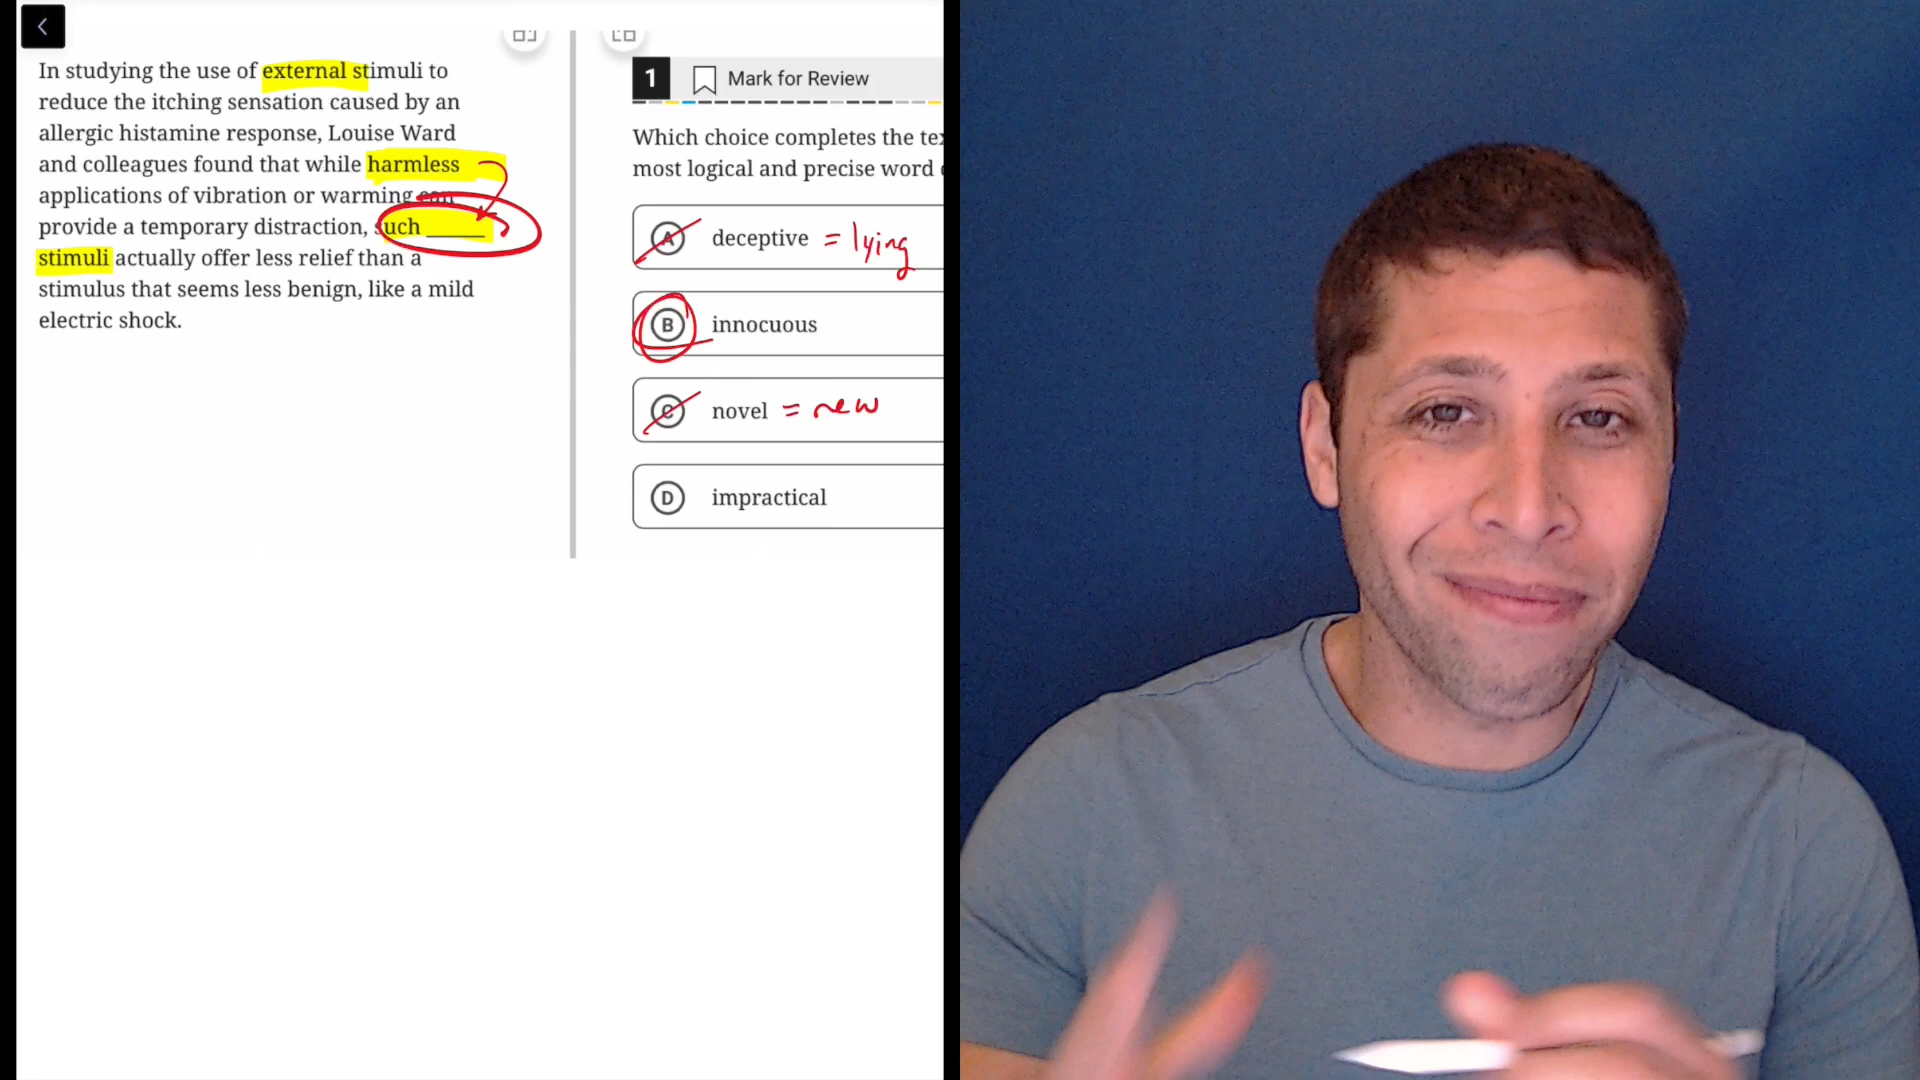 In studying the use of external stimuli to
reduce the itching sensation caused by an
allergic histamine response, Louise Ward
and colleagues found that while harmless
applications of vibration or warming can
provide a temporary distraction, such _____
stimuli actually offer less relief than a
stimulus that seems less benign, like a mild
electric shock.
1 Mark for Review
Which choice completes the
most logical and precise word
A deceptive = lying
B innocuous
C novel = new
D impractical